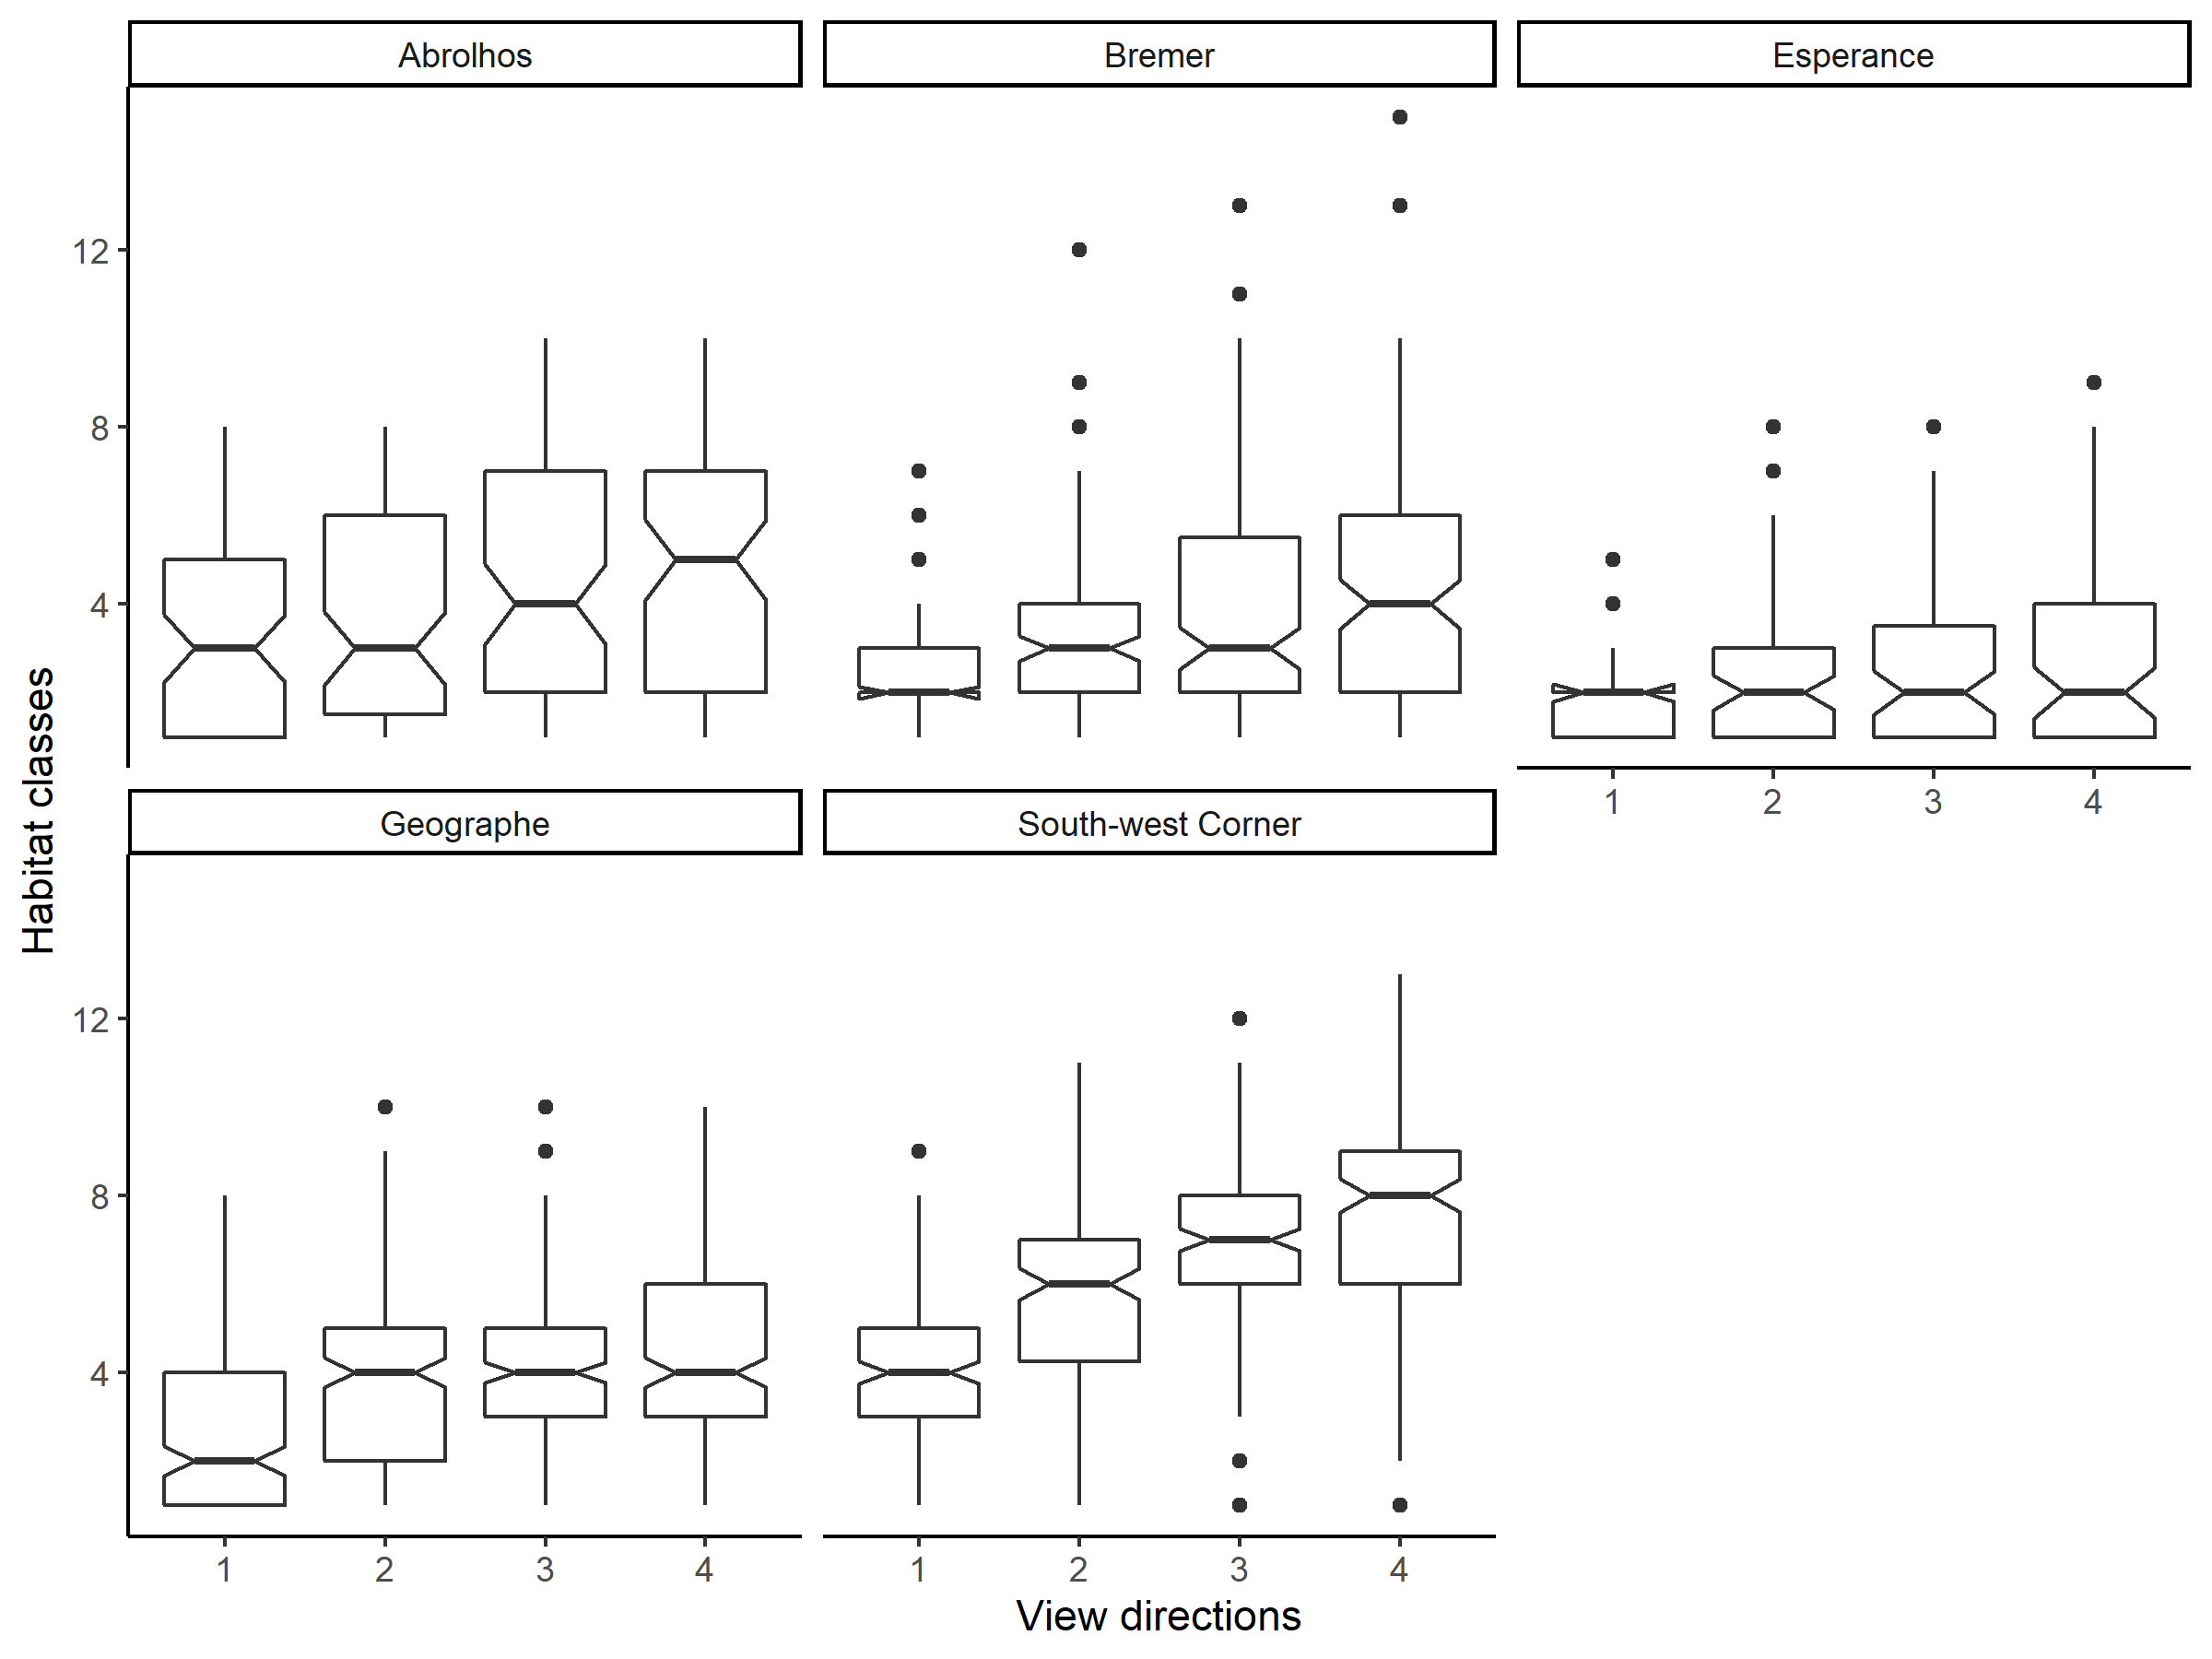 Abrolhos
Bremer
Esperance
12
8
4
1 2 3 4
Geographe
South-west Corner
12
8
4
1 2 3 4
1 2 3 4
Habitat classes
View directions